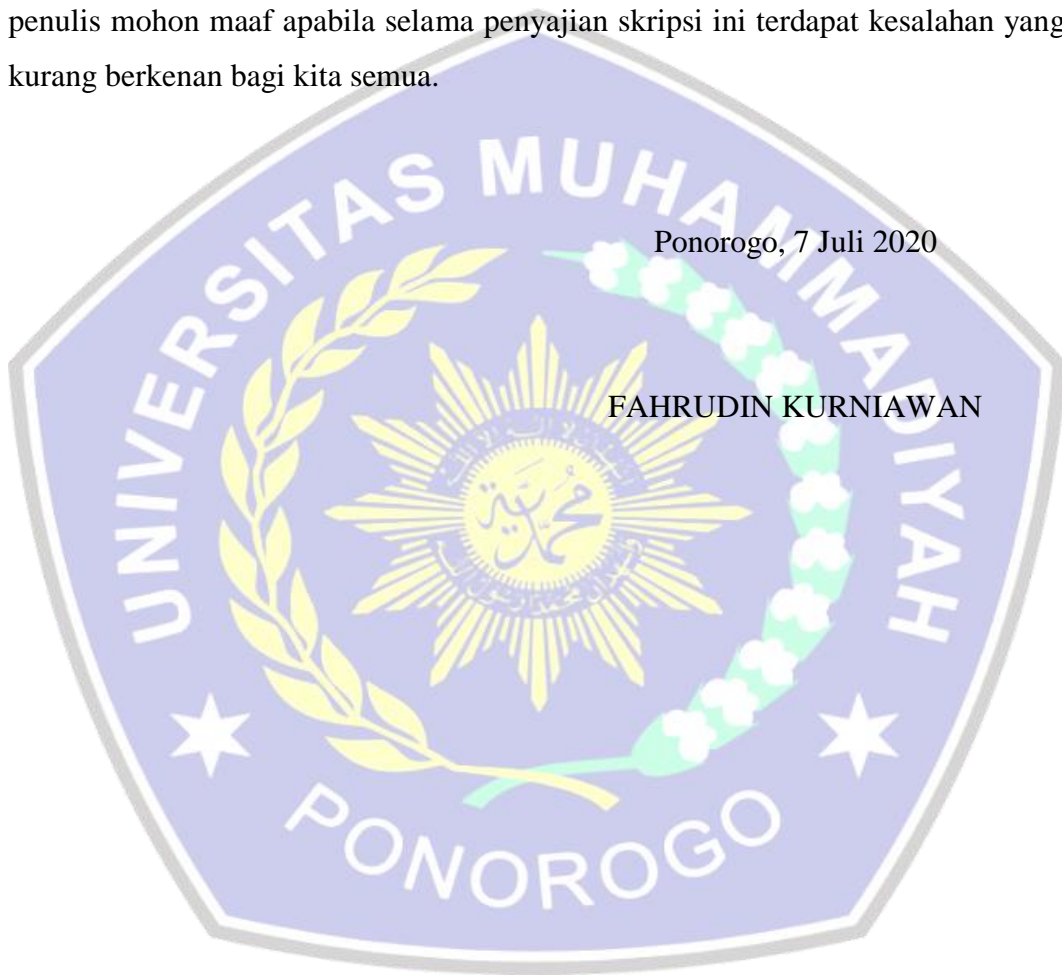 penulis mohon maaf apabila selama penyajian skripsi ini terdapat kesalahan yang
kurang berkenan bagi kita semua.
UNIVERSITAS MUHAMMADIYAH
Ponorogo, 7 Juli 2020
FAHRUDIN KURNIAWAN
محمدية
PONOROGO